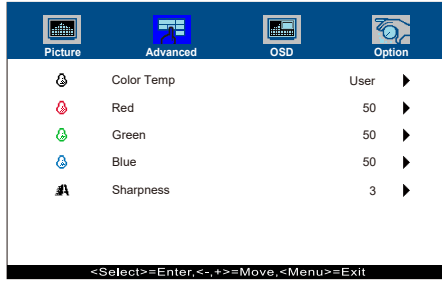 Picture Advanced OSD Option
Color Temp User
Red 50
Green 50
Blue 50
Sharpness 3
<Select>=Enter,<-,+>=Move,<Menu>=Exit